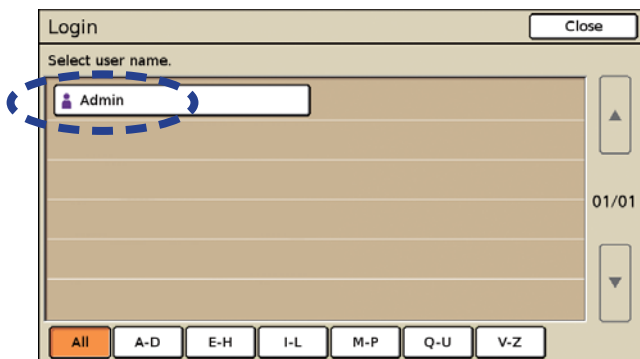 Login Close
Select user name.
Admin
01/01
All A-D E-H I-L M-P Q-U V-Z